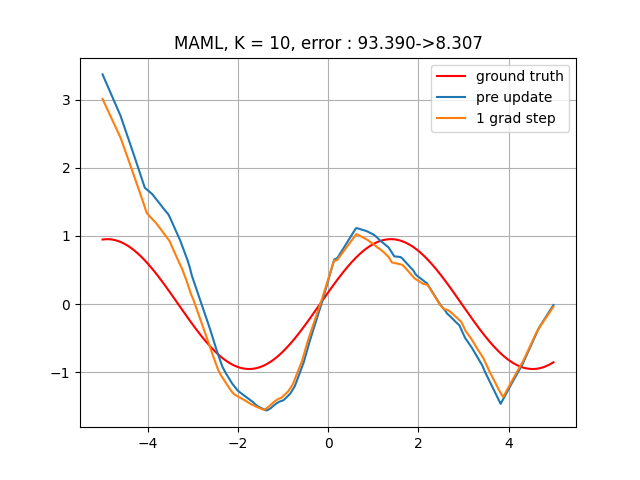 MAML, K = 10, error : 93.390->8.307
ground truth
pre update
1 grad step
3
2
1
0
−1
−4
−2
0
2
4